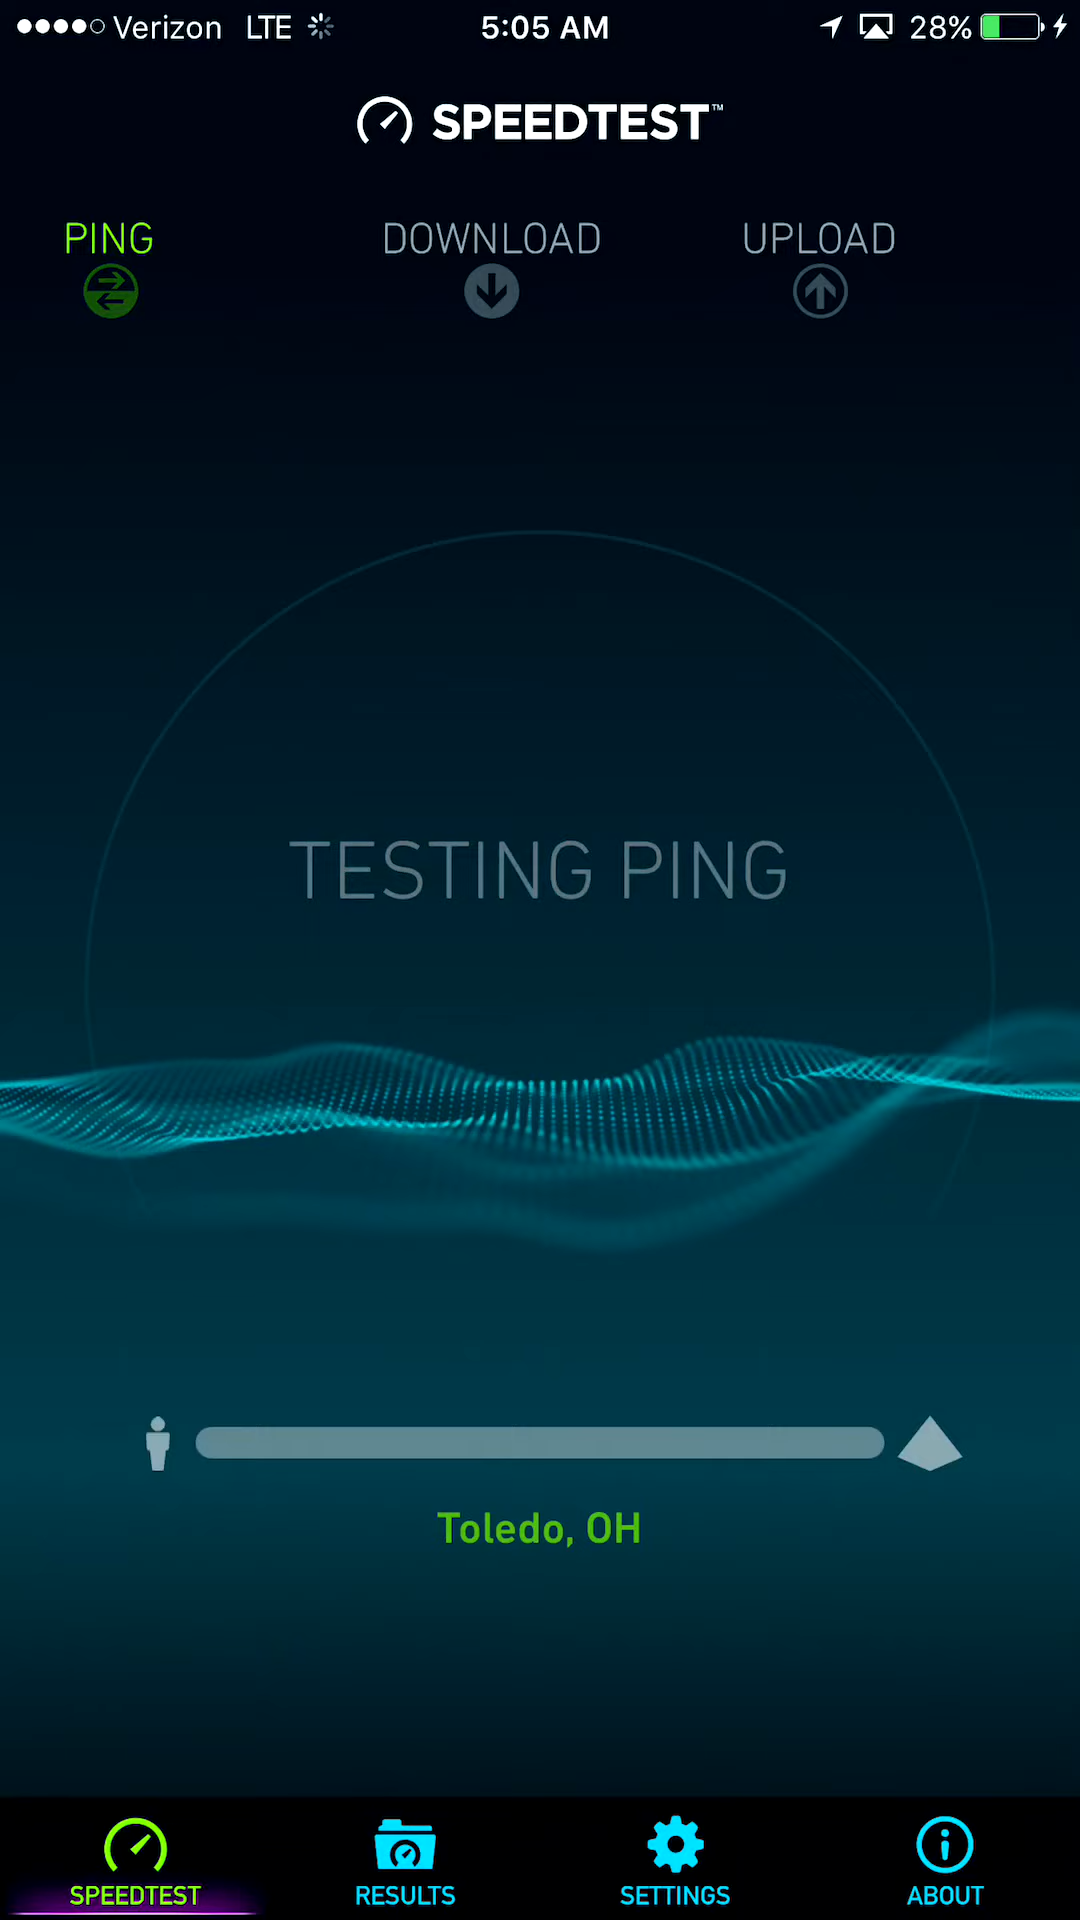 Verizon LTE 5:05 AM 28%
SPEEDTEST™
PING DOWNLOAD UPLOAD
TESTING PING
Toledo, OH
SPEEDTEST RESULTS SETTINGS ABOUT